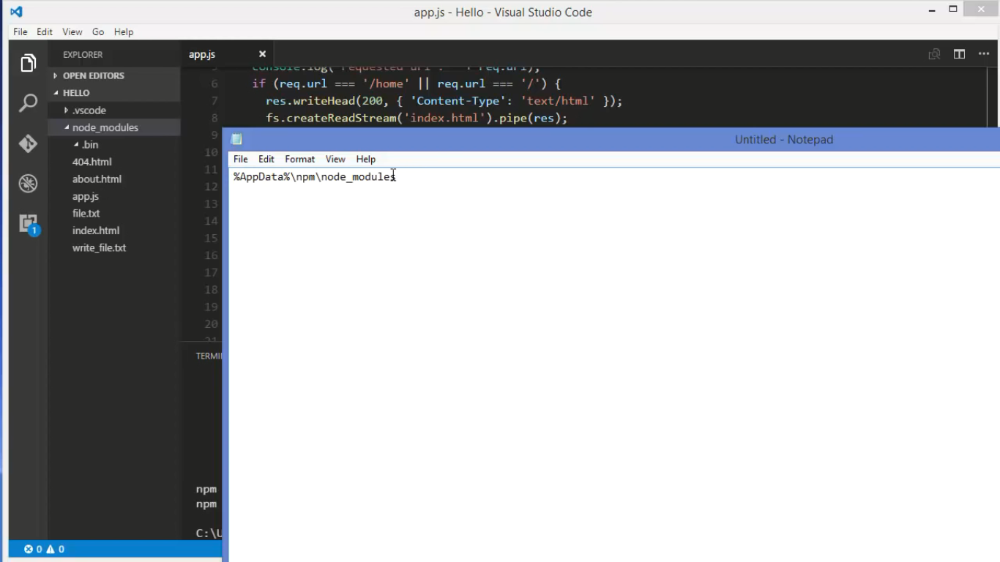 app.js - Hello - Visual Studio Code
File Edit View Go Help
EXPLORER
OPEN EDITORS
HELLO
.vscode
node_modules
.bin
404.html
about.html
app.js
file.txt
index.html
write_file.txt
1
app.js
console.log('requested url : ' + req.url);
6 if (req.url === '/home' || req.url === '/') {
7 res.writeHead(200, { 'Content-Type': 'text/html' });
8 fs.createReadStream('index.html').pipe(res);
9
10
11
12
13
14
15
16
17
18
19
20
21
Untitled - Notepad
File Edit Format View Help
%AppData%\npm\node_modules
TERMI
npm
npm
C:\U
0 0